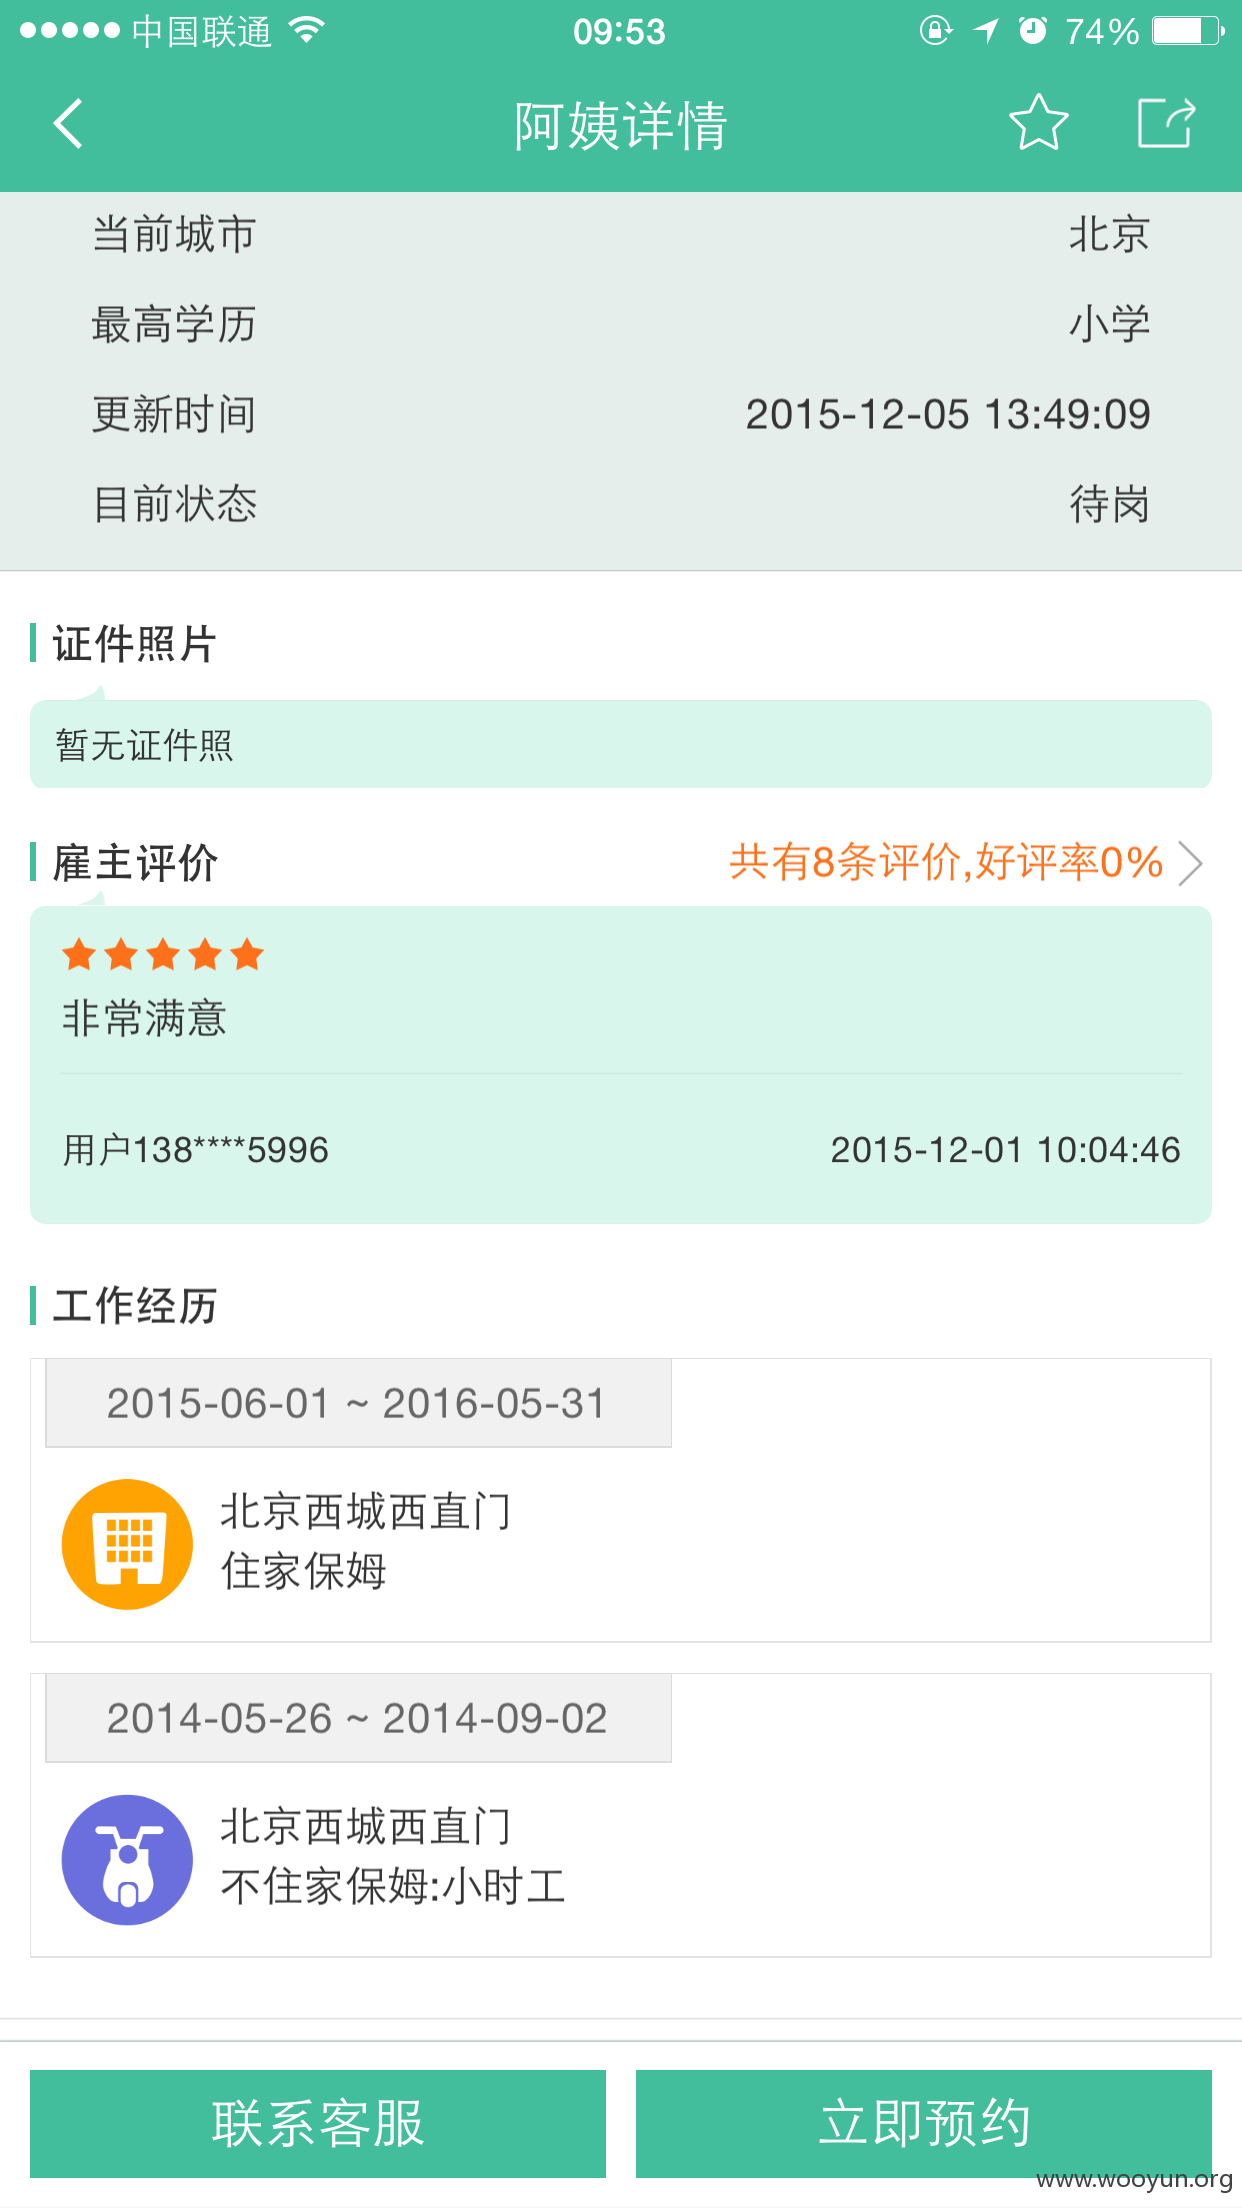 中国联通 09:53 74%
阿姨详情
当前城市 北京
最高学历 小学
更新时间 2015-12-05 13:49:09
目前状态 待岗
证件照片
暂无证件照
雇主评价 共有8条评价,好评率0%
非常满意
用户138****5996 2015-12-01 10:04:46
工作经历
2015-06-01 ~ 2016-05-31
北京西城西直门
住家保姆
2014-05-26 ~ 2014-09-02
北京西城西直门
不住家保姆:小时工
联系客服 立即预约
www.wooyun.org